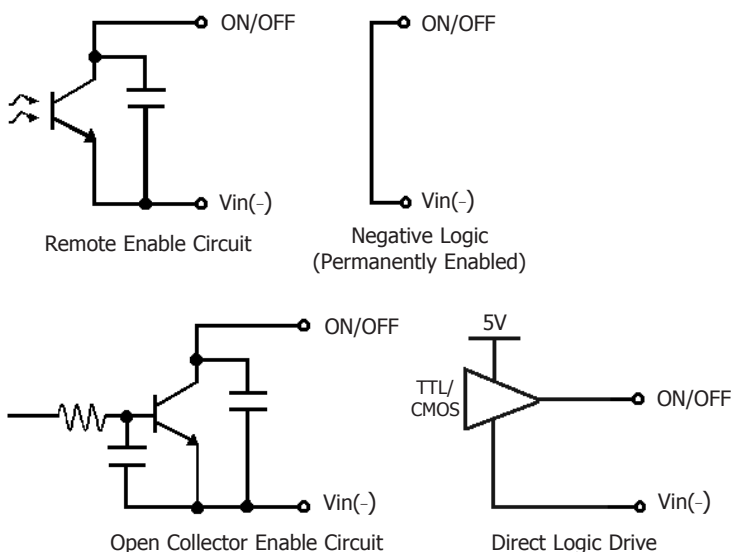 ON/OFF
Vin(-)
Remote Enable Circuit
ON/OFF
Vin(-)
Negative Logic
(Permanently Enabled)
ON/OFF
Vin(-)
Open Collector Enable Circuit
5V
TTL/
CMOS
ON/OFF
Vin(-)
Direct Logic Drive